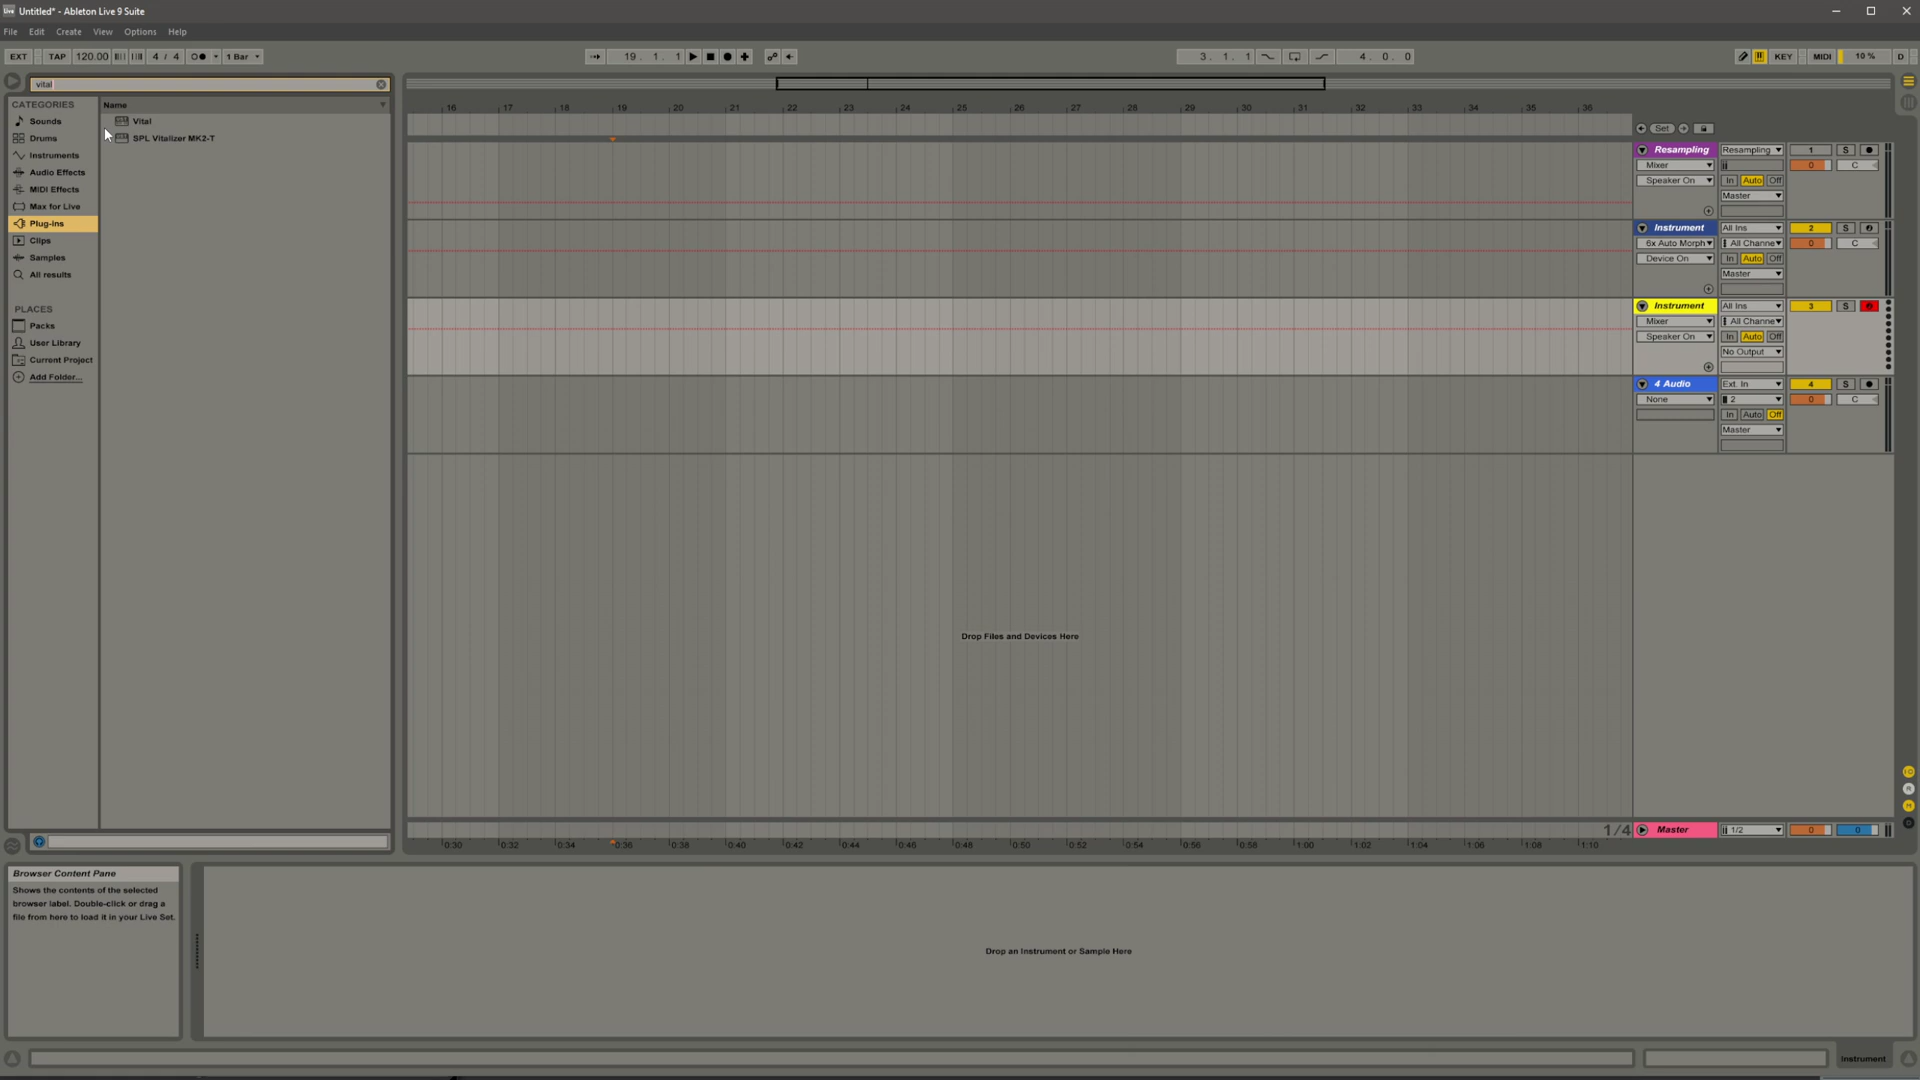 Untitled* - Ableton Live 9 Suite
File Edit Create View Options Help
EXT TAP 120.00 4 / 4 1 Bar 19. 1. 1 3. 1. 1 4. 0. 0 KEY MIDI 10 % D
vital
CATEGORIES
Sounds
Drums
Instruments
Audio Effects
MIDI Effects
Max for Live
Plug-ins
Clips
Samples
All results
PLACES
Packs
User Library
Current Project
Add Folder...
Name
Vital
SPL Vitalizer MK2-T
16 17 18 19 20 21 22 23 24 25 26 27 28 29 30 31 32 33 34 35 36
Set
Resampling Resampling 1 S
Mixer 0 C
Speaker On In Auto Off
Master
Instrument All Ins 2 S
6x Auto Morph All Channe 0 C
Device On In Auto Off
Master
Instrument All Ins 3 S
Mixer All Channe
Speaker On In Auto Off
No Output
4 Audio Ext. In 4 S
None 2 0 C
In Auto Off
Master
Drop Files and Devices Here
1/4 Master 1/2 0 0
0:30 0:32 0:34 0:36 0:38 0:40 0:42 0:44 0:46 0:48 0:50 0:52 0:54 0:56 0:58 1:00 1:02 1:04 1:06 1:08 1:10
Browser Content Pane
Shows the contents of the selected
browser label. Double-click or drag a
file from here to load it in your Live Set.
Drop an Instrument or Sample Here
Instrument